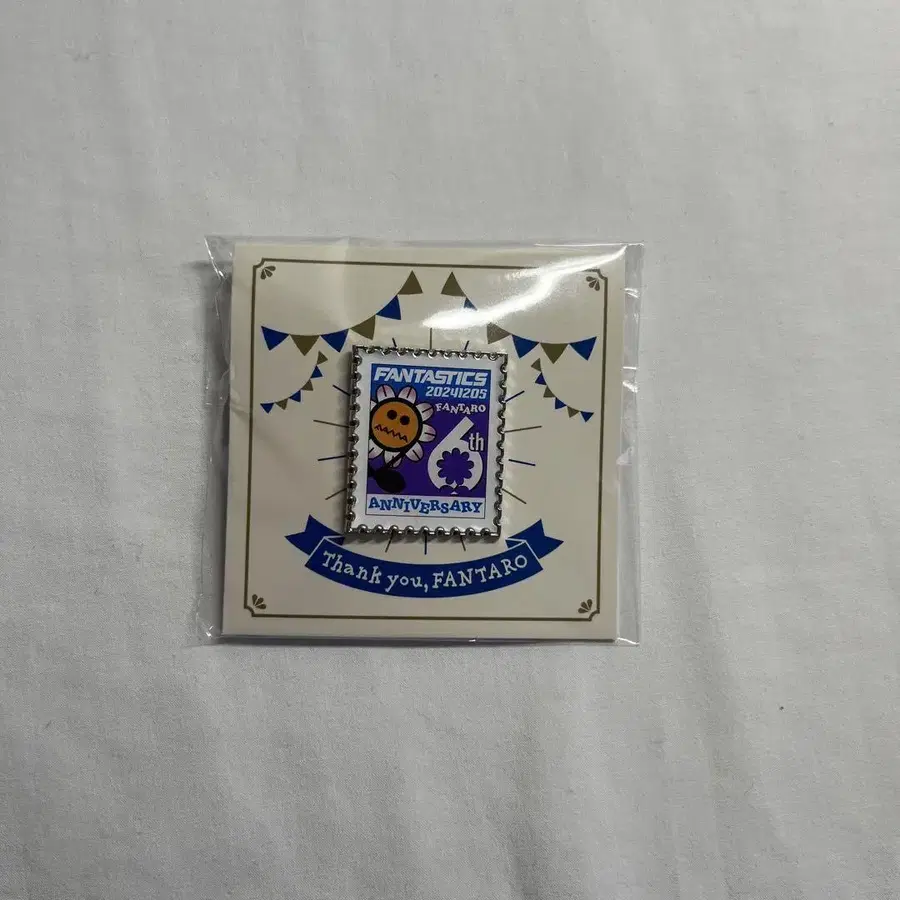 FANTASTICS
20241205
FANTARO
6th
ANNIVERSARY
Thank you, FANTARO